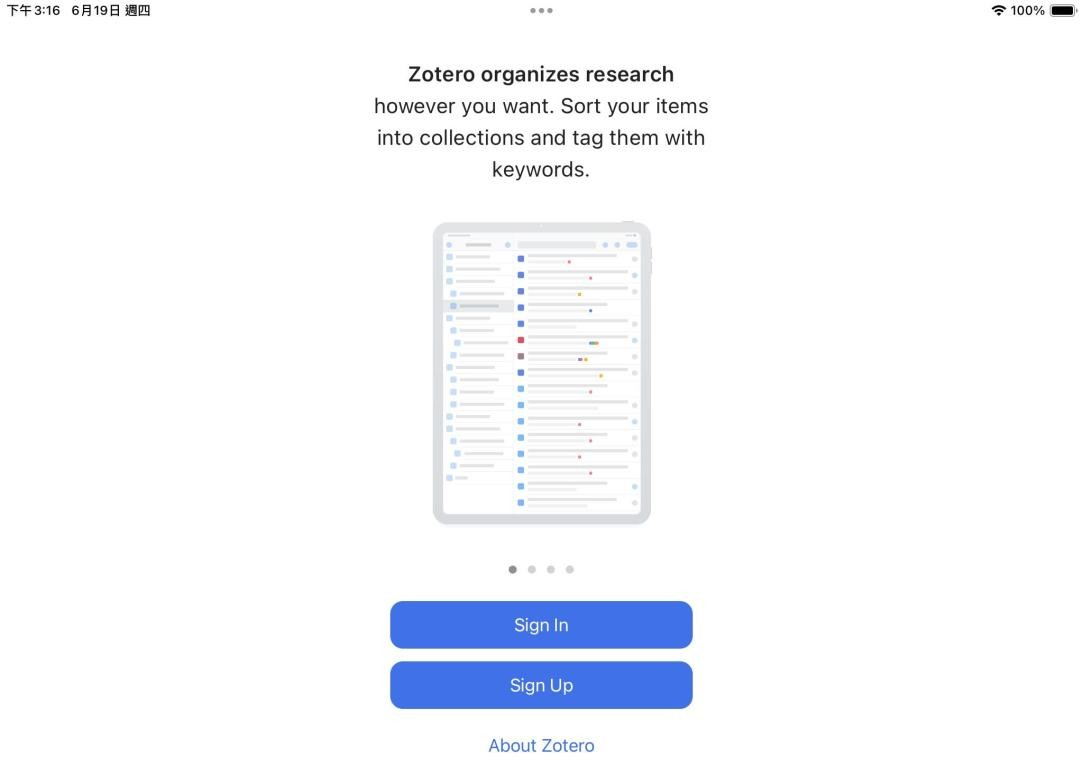 下午3:16 6月19日 週四
100%
Zotero organizes research
however you want. Sort your items
into collections and tag them with
keywords.
Sign In
Sign Up
About Zotero